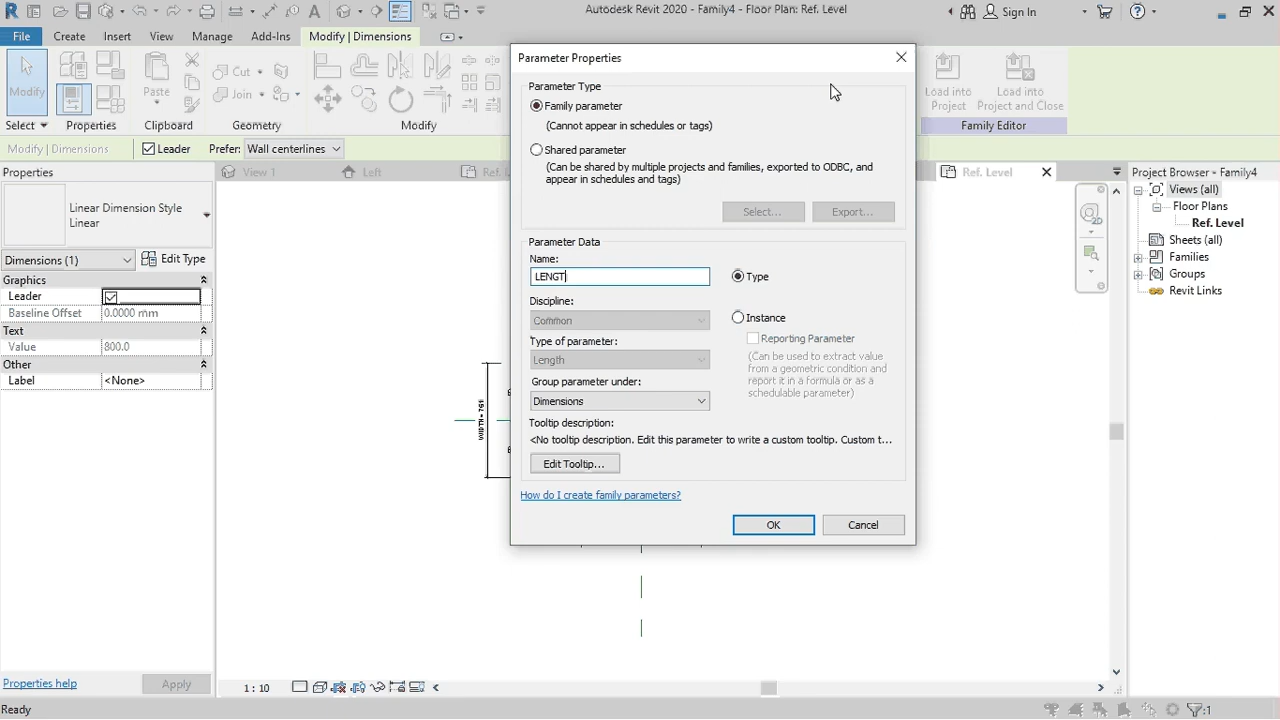 Autodesk Revit 2020 - Family4 - Floor Plan: Ref. Level
Sign In
File
Create
Insert
View
Manage
Add-Ins
Modify | Dimensions
Modify
Paste
Cut
Join
Load into
Project
Load into
Project and Close
Select
Properties
Clipboard
Geometry
Modify
Family Editor
Modify | Dimensions
Leader
Prefer:
Wall centerlines
Properties
View 1
Left
Ref. L
Ref. Level
Project Browser - Family4
Linear Dimension Style
Linear
Dimensions (1)
Edit Type
Graphics
Leader
Baseline Offset
0.0000 mm
Text
Value
800.0
Other
Label
<None>
Properties help
Apply
WIDTH = 761
Parameter Properties
Parameter Type
Family parameter
(Cannot appear in schedules or tags)
Shared parameter
(Can be shared by multiple projects and families, exported to ODBC, and
appear in schedules and tags)
Select...
Export...
Parameter Data
Name:
LENGT
Type
Discipline:
Common
Instance
Type of parameter:
Reporting Parameter
Length
(Can be used to extract value
from a geometric condition and
report it in a formula or as a
schedulable parameter)
Group parameter under:
Dimensions
Tooltip description:
<No tooltip description. Edit this parameter to write a custom tooltip. Custom t...
Edit Tooltip...
How do I create family parameters?
OK
Cancel
2D
Views (all)
Floor Plans
Ref. Level
Sheets (all)
Families
Groups
Revit Links
1 : 10
Ready
:1